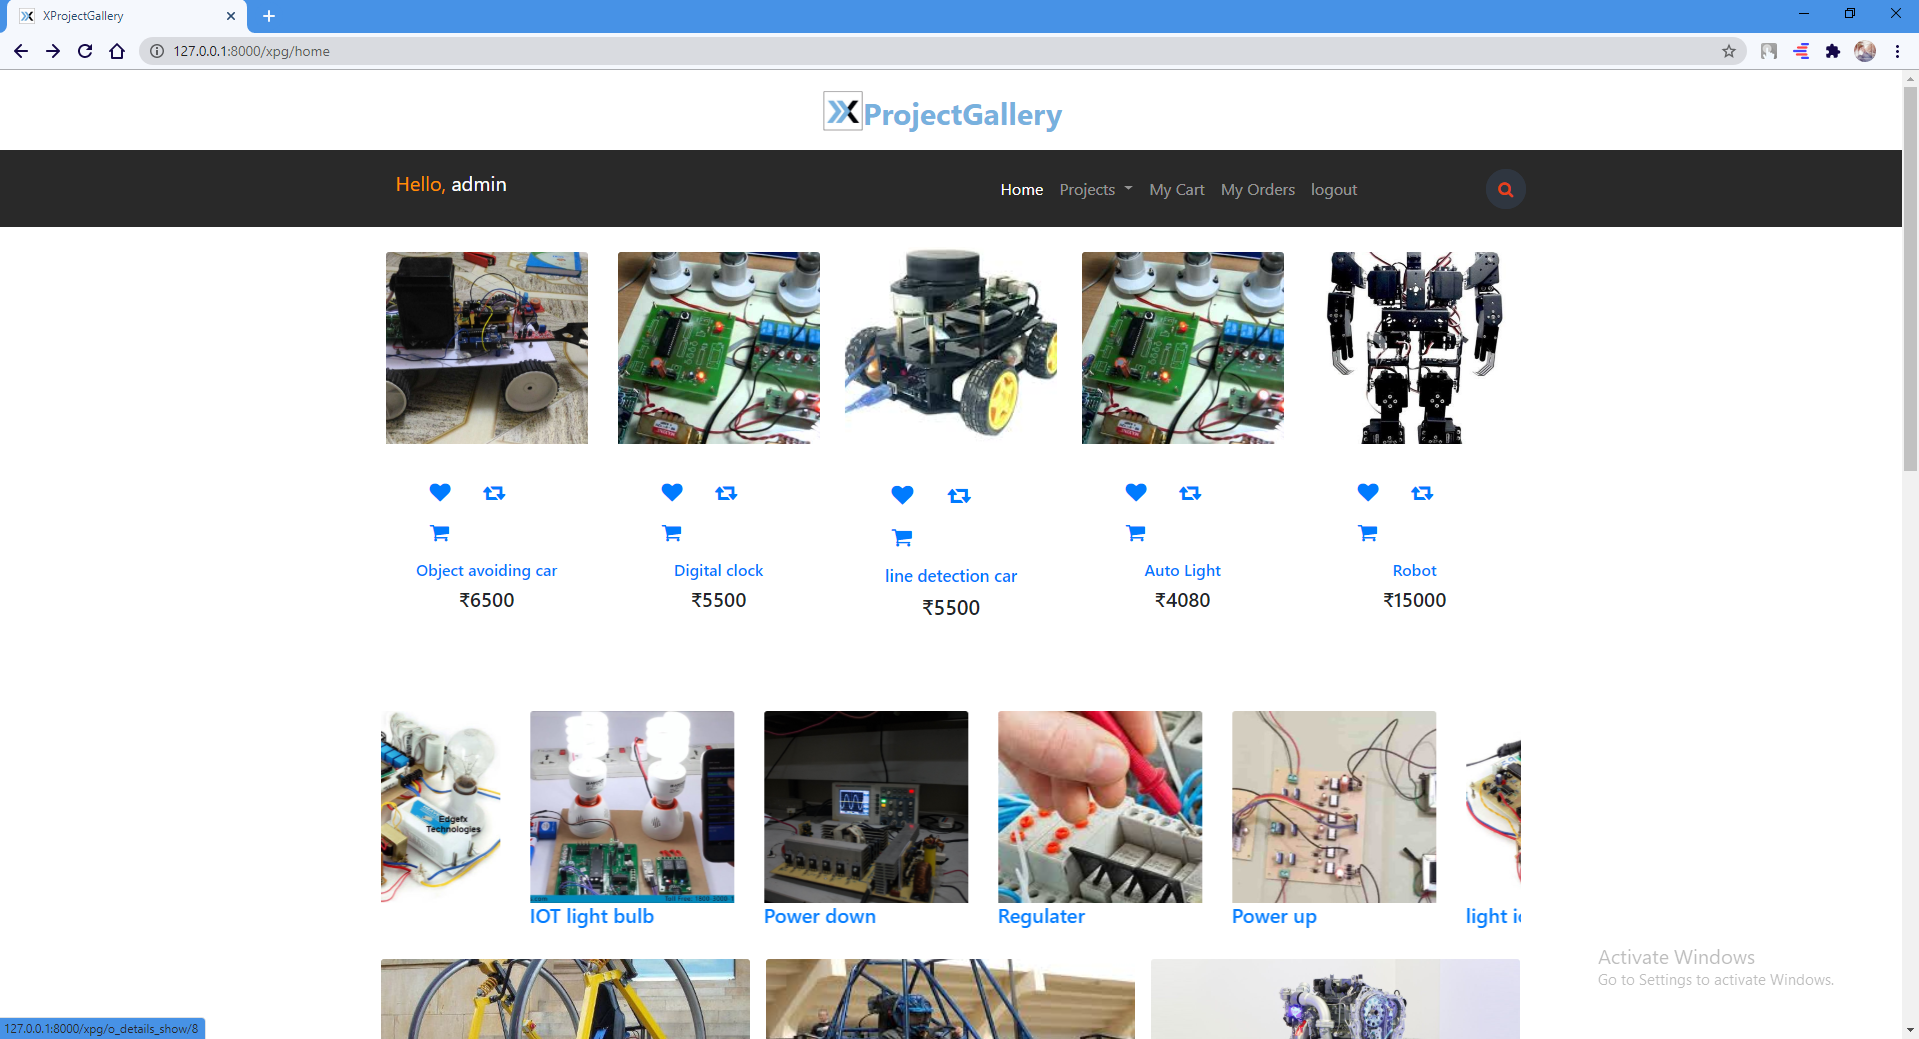 XProjectGallery
127.0.0.1:8000/xpg/home
XProjectGallery
Hello, admin
Home Projects My Cart My Orders logout
Object avoiding car
Digital clock
line detection car
Auto Light
Robot
₹6500
₹5500
₹5500
₹4080
₹15000
Edgefx
Technologies
IOT light bulb
Power down
Regulater
Power up
Activate Windows
Go to Settings to activate Windows.
127.0.0.1:8000/xpg/o_details_show/8